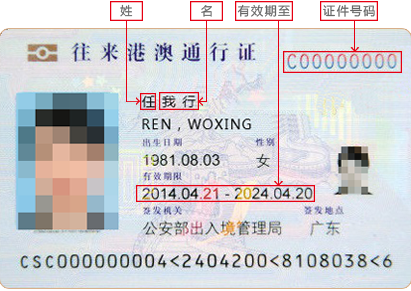 姓 名 有效期至 证件号码
往来港澳通行证 C00000000
任 我行
REN , WOXING
出生日期 性别
1981.08.03 女
有效期限
2014.04.21 - 2024.04.20
签发机关 签发地点
公安部出入境管理局 广东
CSC000000004<2404200<8108038<6